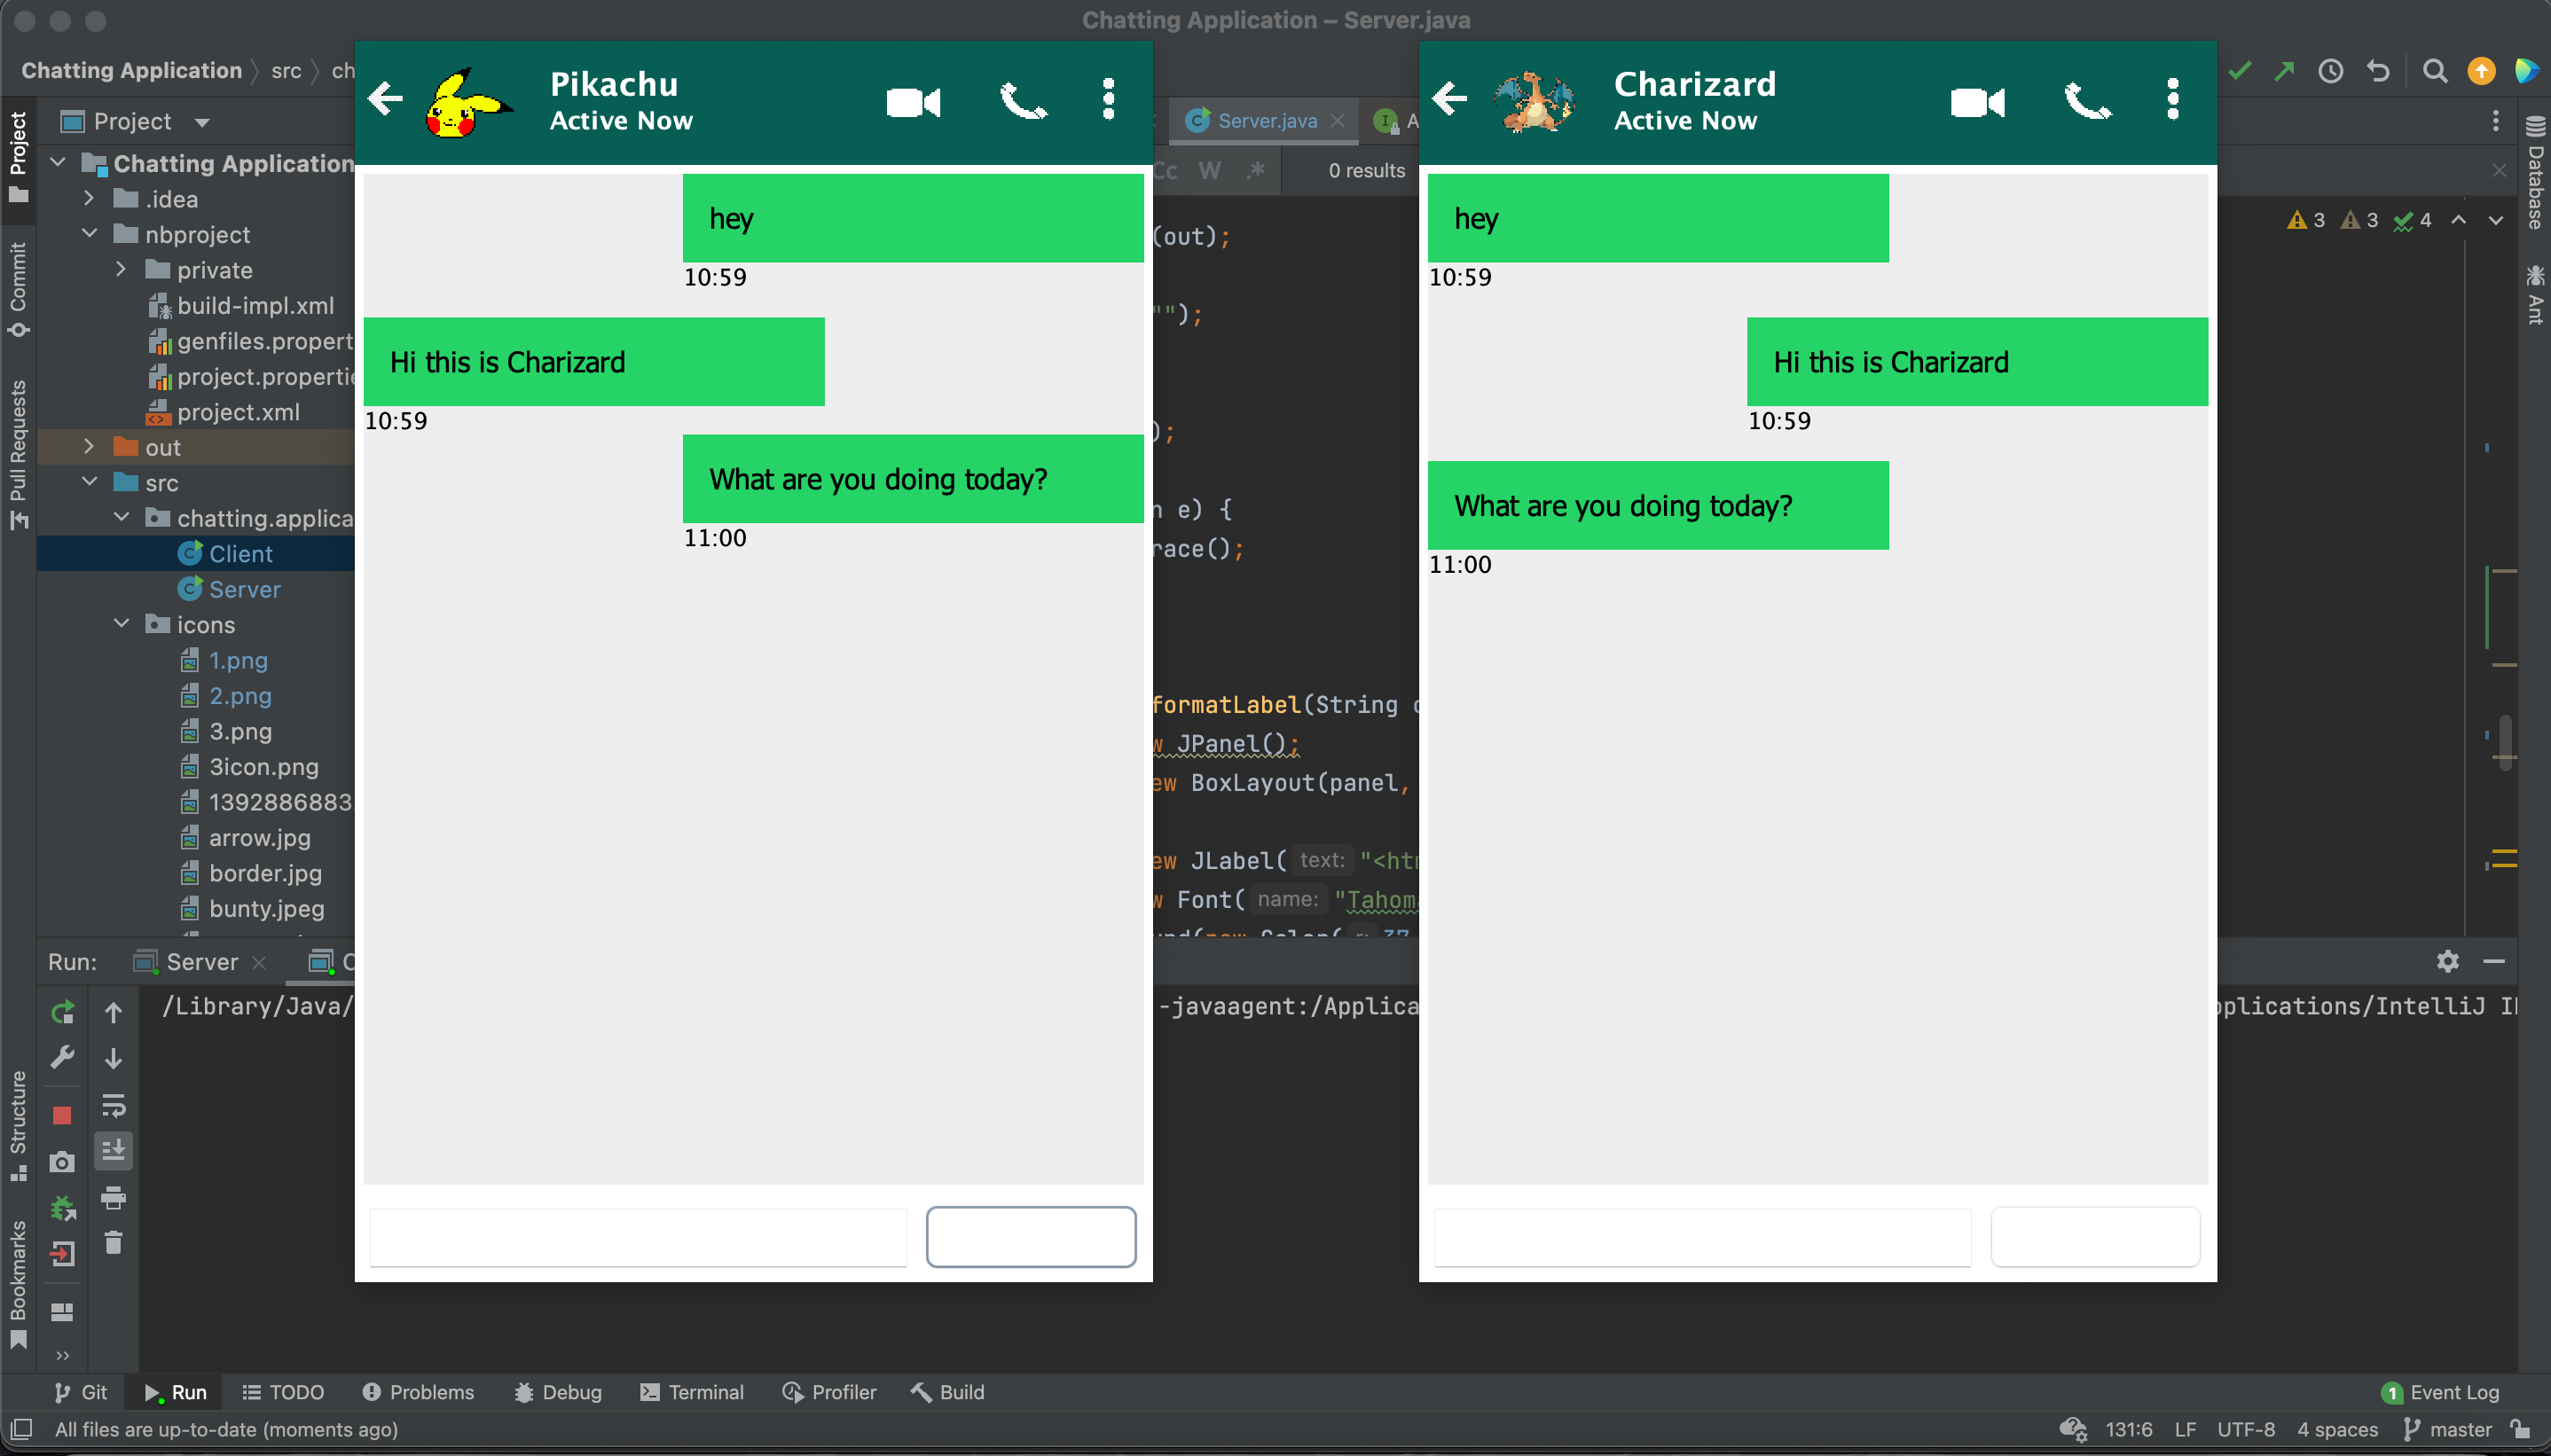 Chatting Application – Server.java
Chatting Application src ch
Project
Chatting Application
.idea
nbproject
private
build-impl.xml
genfiles.propert
project.properti
project.xml
out
src
chatting.applica
Client
Server
icons
1.png
2.png
3.png
3icon.png
1392886883
arrow.jpg
border.jpg
bunty.jpeg
Project
Commit
Pull Requests
Structure
Bookmarks
Pikachu
Active Now
hey
10:59
Hi this is Charizard
10:59
What are you doing today?
11:00
Server.java A
Cc W .* 0 results
(out);
"");
);
n e) {
race();
formatLabel(String
w JPanel();
ew BoxLayout(panel,
ew JLabel( text: "<ht
w Font( name: "Tahom
und(new Color( r: 37
Charizard
Active Now
hey
10:59
Hi this is Charizard
10:59
What are you doing today?
11:00
3 3 4
Database
Ant
Run: Server C
/Library/Java/ -javaagent:/Applica pplications/IntelliJ I
Git Run TODO Problems Debug Terminal Profiler Build 1 Event Log
All files are up-to-date (moments ago) 131:6 LF UTF-8 4 spaces master